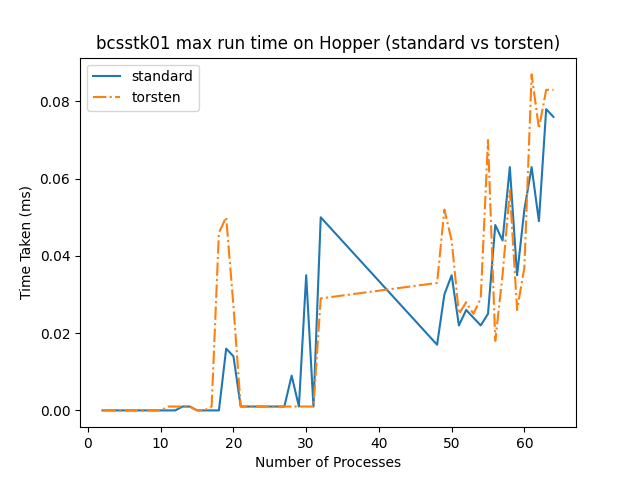 bcsstk01 max run time on Hopper (standard vs torsten)
standard
torsten
Time Taken (ms)
0.08
0.06
0.04
0.02
0.00
0 10 20 30 40 50 60
Number of Processes